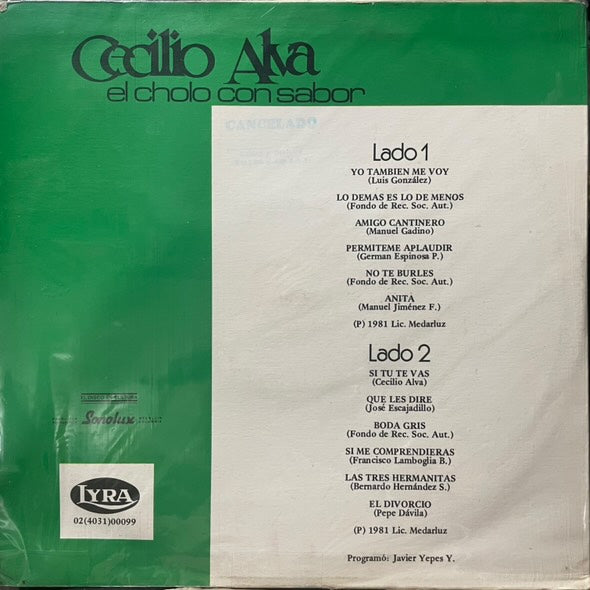 Cecilio Alva
el cholo con sabor
CANCELADO
Lado 1
YO TAMBIEN ME VOY
(Luis González)
LO DEMAS ES LO DE MENOS
(Fondo de Rec. Soc. Aut.)
AMIGO CANTINERO
(Manuel Gadino)
PERMITEME APLAUDIR
(German Espinosa P.)
NO TE BURLES
(Fondo de Rec. Soc. Aut.)
ANITA
(Manuel Jiménez F.)
(P) 1981 Lic. Medarluz
Lado 2
SI TU TE VAS
(Cecilio Alva)
QUE LES DIRE
(José Escajadillo)
BODA GRIS
(Fondo de Rec. Soc. Aut.)
SI ME COMPRENDIERAS
(Francisco Lamboglia B.)
LAS TRES HERMANITAS
(Bernardo Hernández S.)
EL DIVORCIO
(Pepe Dávila)
(P) 1981 Lic. Medarluz
Programó: Javier Yepes Y.
Sonolux
LYRA
02(4031)00099